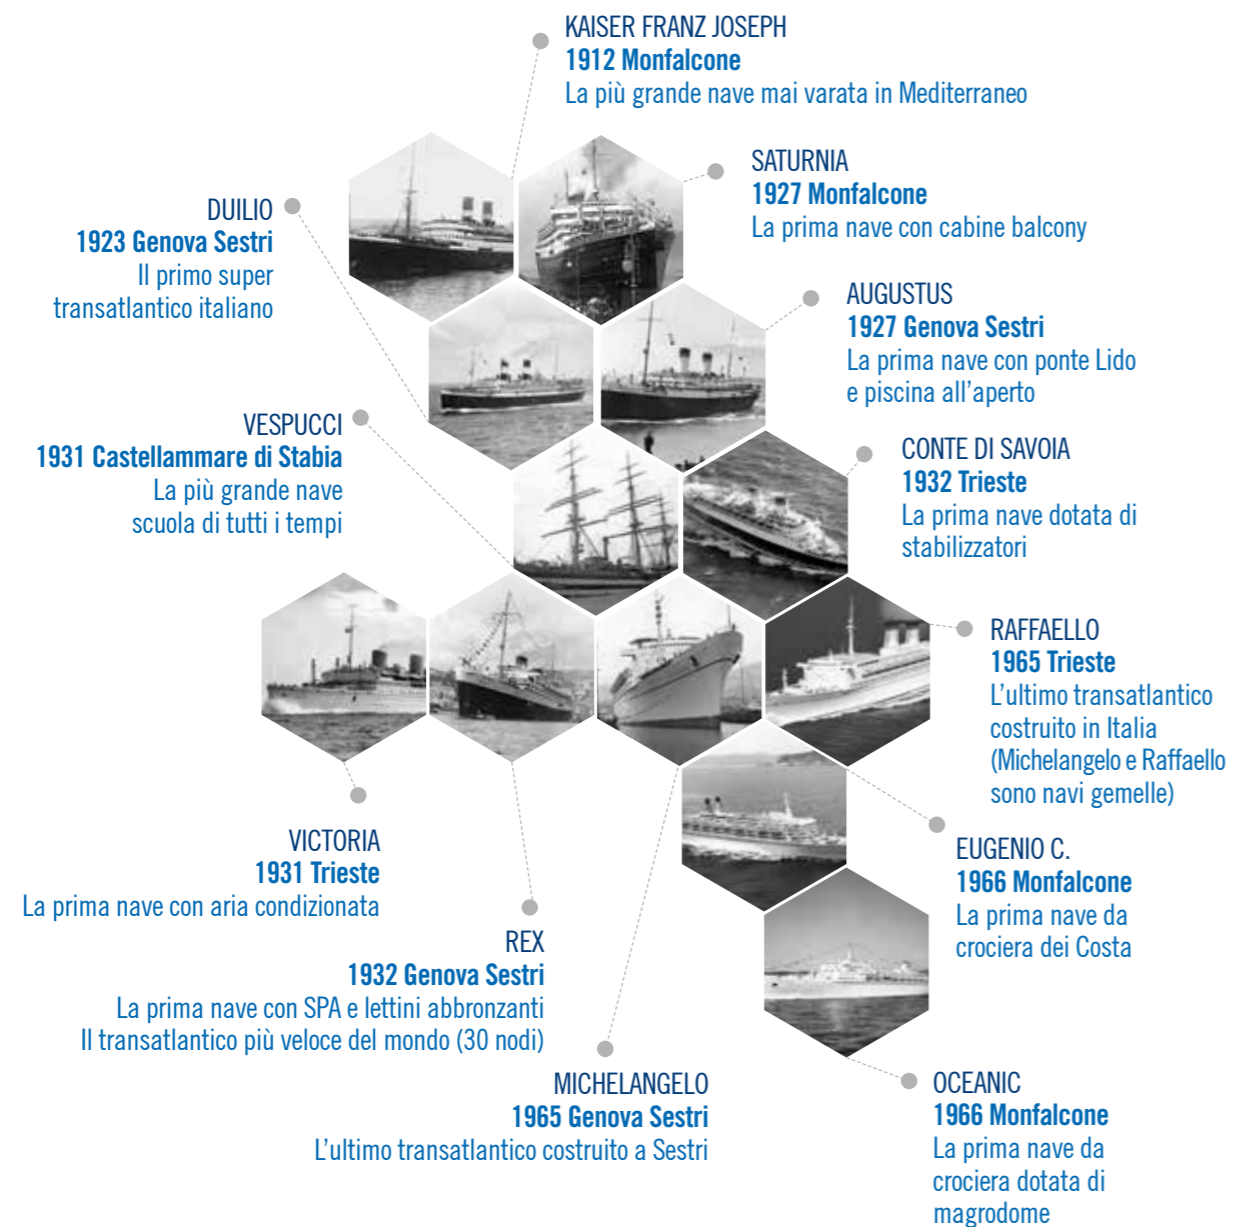 KAISER FRANZ JOSEPH
1912 Monfalcone
La più grande nave mai varata in Mediterraneo
SATURNIA
1927 Monfalcone
La prima nave con cabine balcony
DUILIO
1923 Genova Sestri
Il primo super
transatlantico italiano
AUGUSTUS
1927 Genova Sestri
La prima nave con ponte Lido
e piscina all’aperto
VESPUCCI
1931 Castellammare di Stabia
La più grande nave
scuola di tutti i tempi
CONTE DI SAVOIA
1932 Trieste
La prima nave dotata di
stabilizzatori
RAFFAELLO
1965 Trieste
L’ultimo transatlantico
costruito in Italia
(Michelangelo e Raffaello
sono navi gemelle)
VICTORIA
1931 Trieste
La prima nave con aria condizionata
EUGENIO C.
1966 Monfalcone
La prima nave da
crociera dei Costa
REX
1932 Genova Sestri
La prima nave con SPA e lettini abbronzanti
Il transatlantico più veloce del mondo (30 nodi)
MICHELANGELO
1965 Genova Sestri
L’ultimo transatlantico costruito a Sestri
OCEANIC
1966 Monfalcone
La prima nave da
crociera dotata di
magrodome